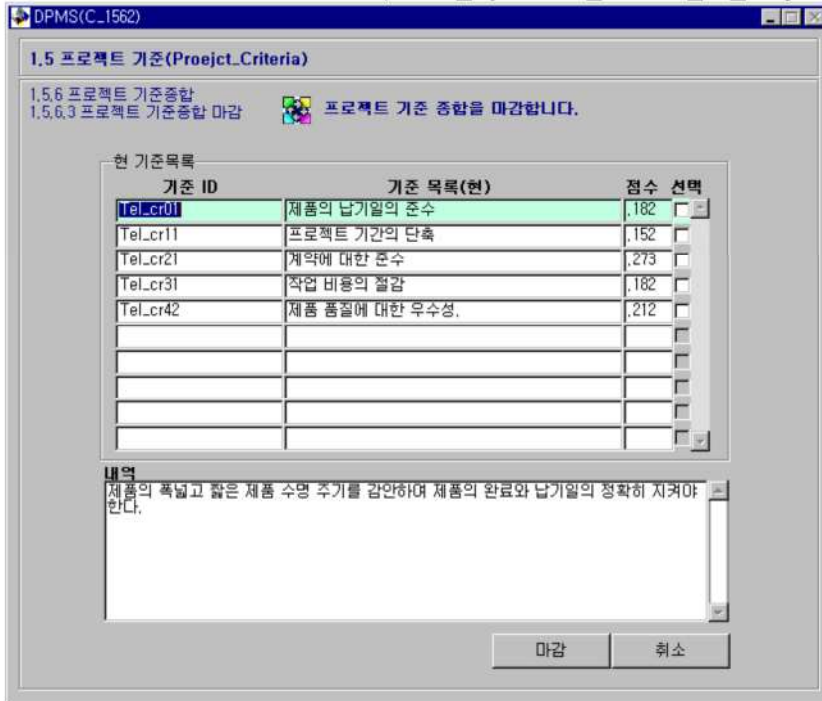 DPMS(C_1562)
1.5 프로젝트 기준(Proejct_Criteria)
1.5.6 프로젝트 기준종합
1.5.6.3 프로젝트 기준종합 마감
프로젝트 기준 종합을 마감합니다.
현 기준목록
기준 ID 기준 목록(현) 점수 선택
Tel_cr01 제품의 납기일의 준수 .182
Tel_cr11 프로젝트 기간의 단축 .152
Tel_cr21 계약에 대한 준수 .273
Tel_cr31 작업 비용의 절감 .182
Tel_cr42 제품 품질에 대한 우수성. .212
내역
제품의 폭넓고 짧은 제품 수명 주기를 감안하며 제품의 완료와 납기일의 정확히 지켜야
한다.
마감 취소